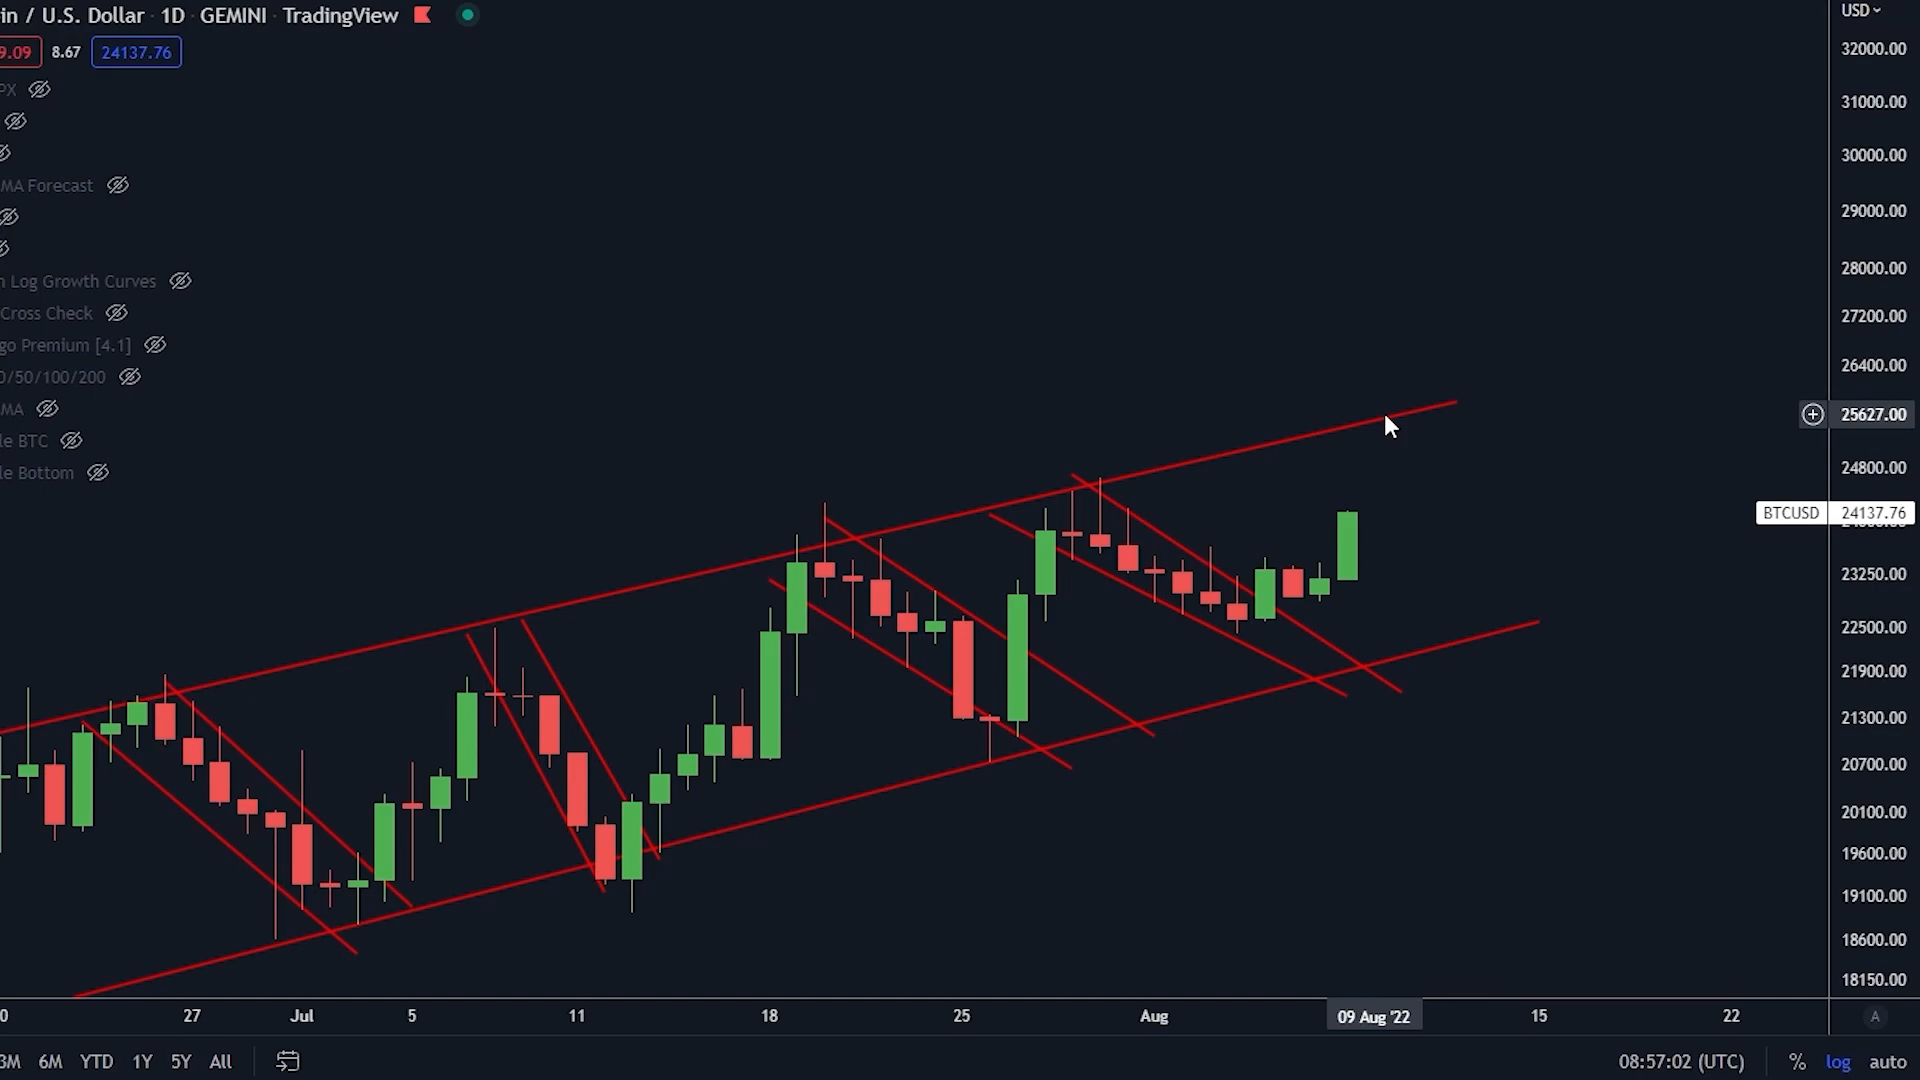 in / U.S. Dollar · 1D · GEMINI · TradingView
9.09 8.67 24137.76
PX
MA Forecast
n Log Growth Curves
Cross Check
go Premium [4.1]
0/50/100/200
MA
le BTC
le Bottom
USD
32000.00
31000.00
30000.00
29000.00
28000.00
27200.00
26400.00
25627.00
24800.00
BTCUSD 24137.76
23250.00
22500.00
21900.00
21300.00
20700.00
20100.00
19600.00
19100.00
18600.00
18150.00
0 27 Jul 5 11 18 25 Aug 09 Aug '22 15 22 A
3M 6M YTD 1Y 5Y All 08:57:02 (UTC) % log auto